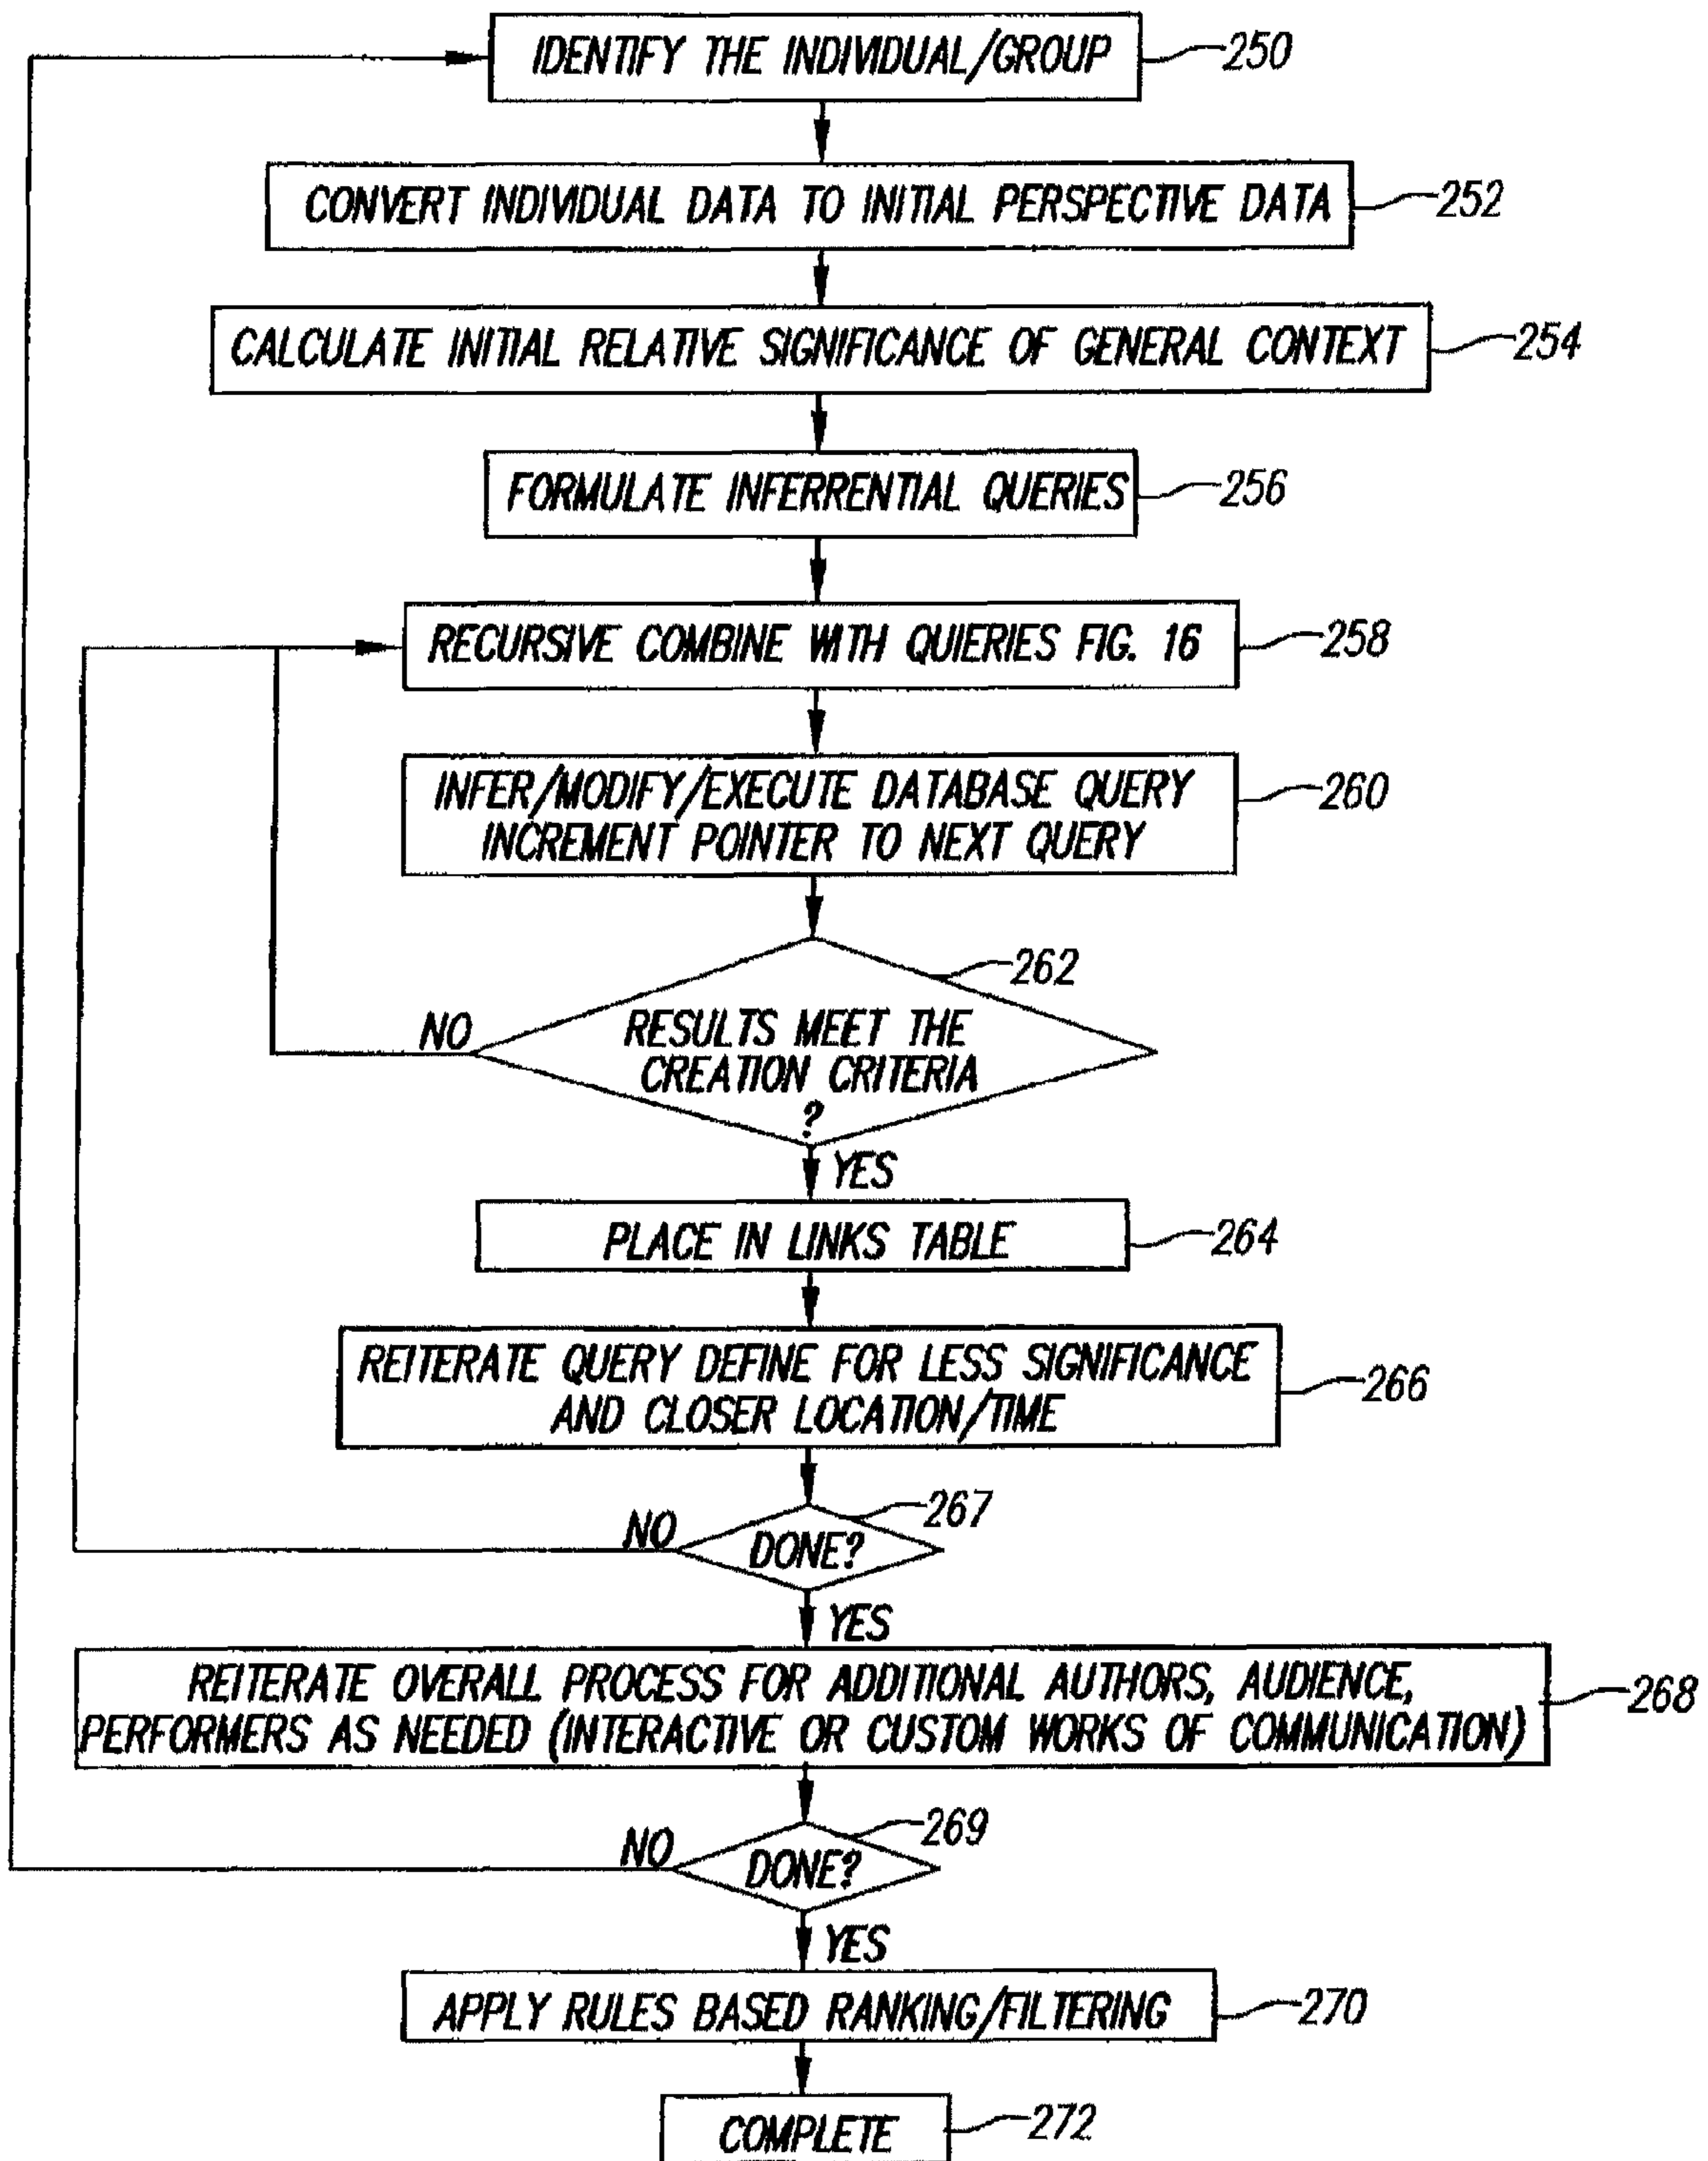 IDENTIFY THE INDIVIDUAL/GROUP
250
CONVERT INDIVIDUAL DATA TO INITIAL PERSPECTIVE DATA
252
CALCULATE INITIAL RELATIVE SIGNIFICANCE OF GENERAL CONTEXT
254
FORMULATE INFERRENTIAL QUERIES
256
RECURSIVE COMBINE WITH QUIERIES FIG. 16
258
INFER/MODIFY/EXECUTE DATABASE QUERY
INCREMENT POINTER TO NEXT QUERY
260
262
NO
RESULTS MEET THE
CREATION CRITERIA
?
YES
PLACE IN LINKS TABLE
264
REITERATE QUERY DEFINE FOR LESS SIGNIFICANCE
AND CLOSER LOCATION/TIME
266
267
NO
DONE?
YES
REITERATE OVERALL PROCESS FOR ADDITIONAL AUTHORS, AUDIENCE,
PERFORMERS AS NEEDED (INTERACTIVE OR CUSTOM WORKS OF COMMUNICATION)
268
269
NO
DONE?
YES
APPLY RULES BASED RANKING/FILTERING
270
COMPLETE
272